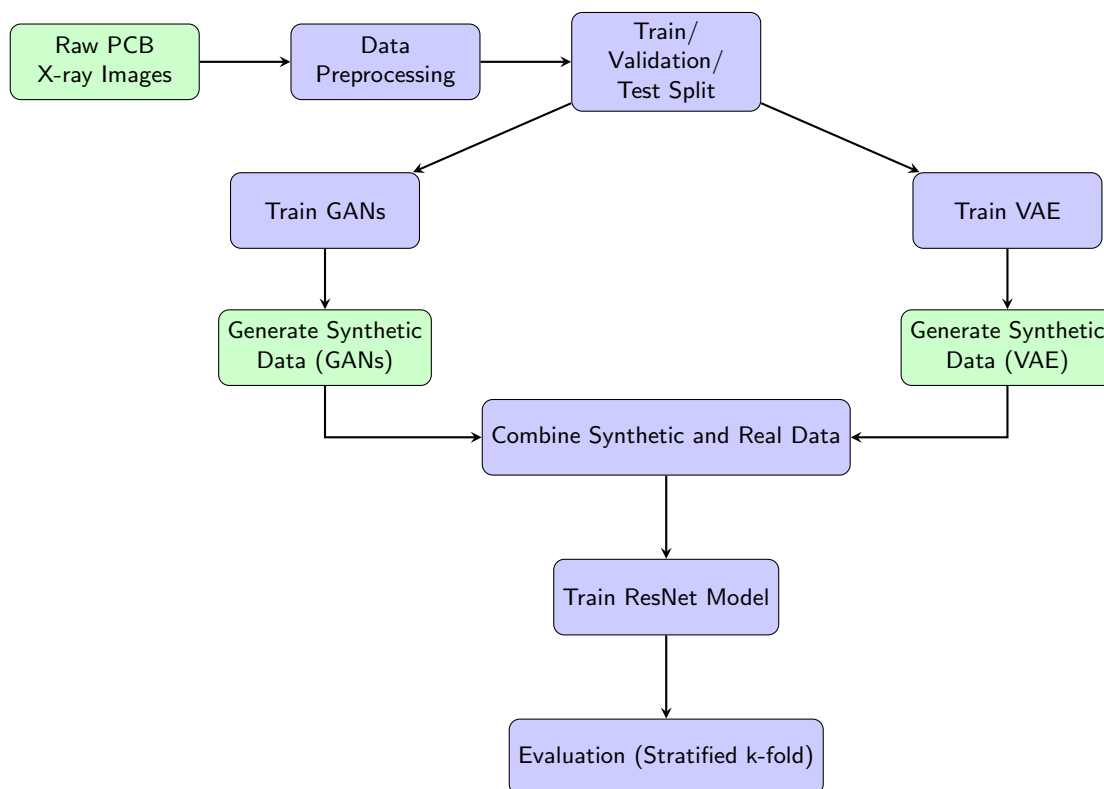 Raw PCB
X-ray Images
Data
Preprocessing
Train/
Validation/
Test Split
Train GANs
Train VAE
Generate Synthetic
Data (GANs)
Generate Synthetic
Data (VAE)
Combine Synthetic and Real Data
Train ResNet Model
Evaluation (Stratified k-fold)